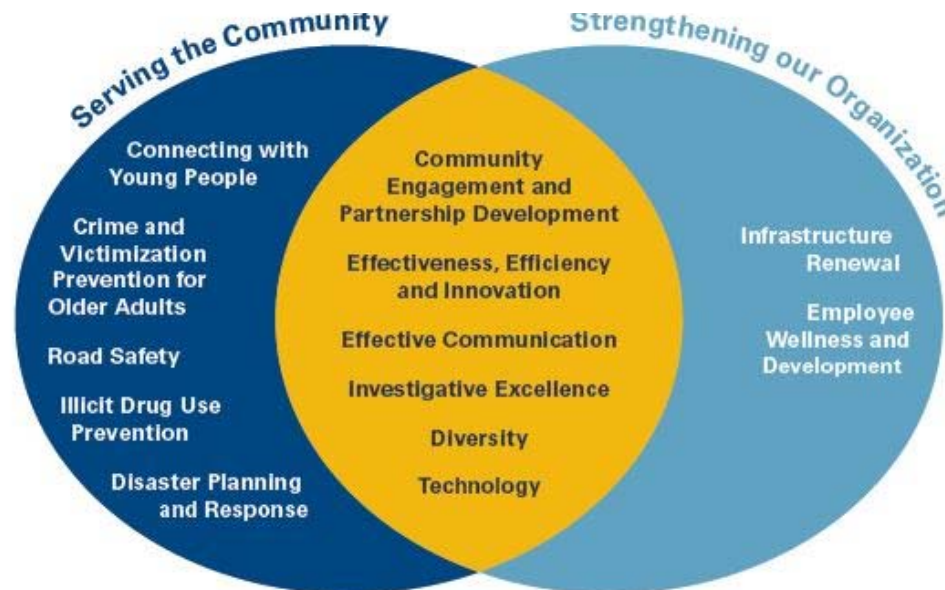 Serving the Community
Strengthening our Organization
Connecting with
Young People
Crime and
Victimization
Prevention for
Older Adults
Road Safety
Illicit Drug Use
Prevention
Disaster Planning
and Response
Community
Engagement and
Partnership Development
Effectiveness, Efficiency
and Innovation
Effective Communication
Investigative Excellence
Diversity
Technology
Infrastructure
Renewal
Employee
Wellness and
Development